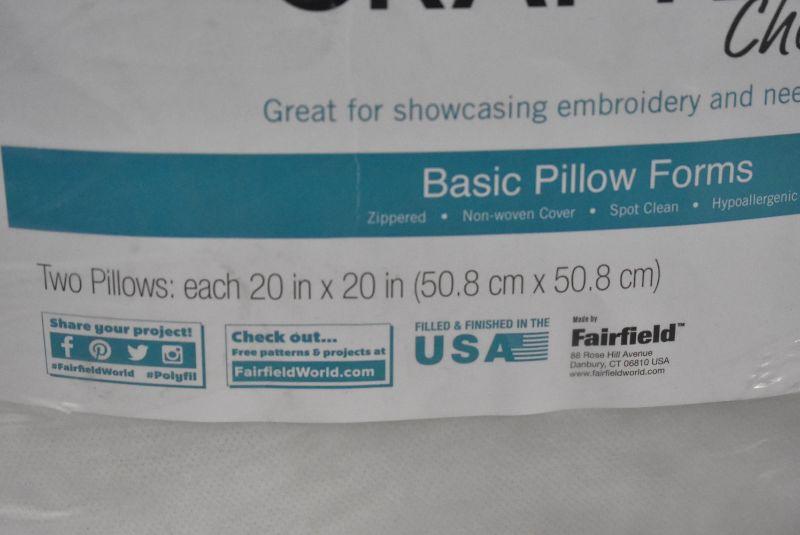 Great for showcasing embroidery and
Basic Pillow Forms
Zippered • Non-woven Cover • Spot Clean • Hypoallergenic
Two Pillows: each 20 in x 20 in (50.8 cm x 50.8 cm)
Share your project!
#FairfieldWorld #Polyfil
Check out...
Free patterns & projects at
FairfieldWorld.com
FILLED & FINISHED IN THE
USA
Made by
Fairfield™
88 Rose Hill Avenue
Danbury, CT 06810 USA
www.fairfieldworld.com